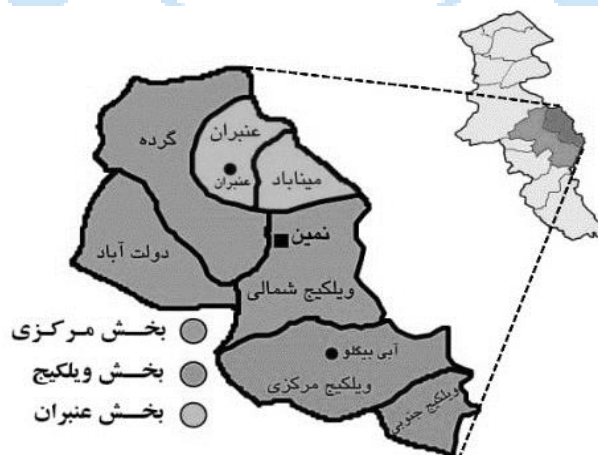 عنبران
گرده
عنبران
میناباد
نمین
دولت آباد
ویلکیج شمالی
آبی بیگلو
ویلکیج مرکزی
ویلکیج جنوبی
بخش مرکزی
بخش ویلکیج
بخش عنبران